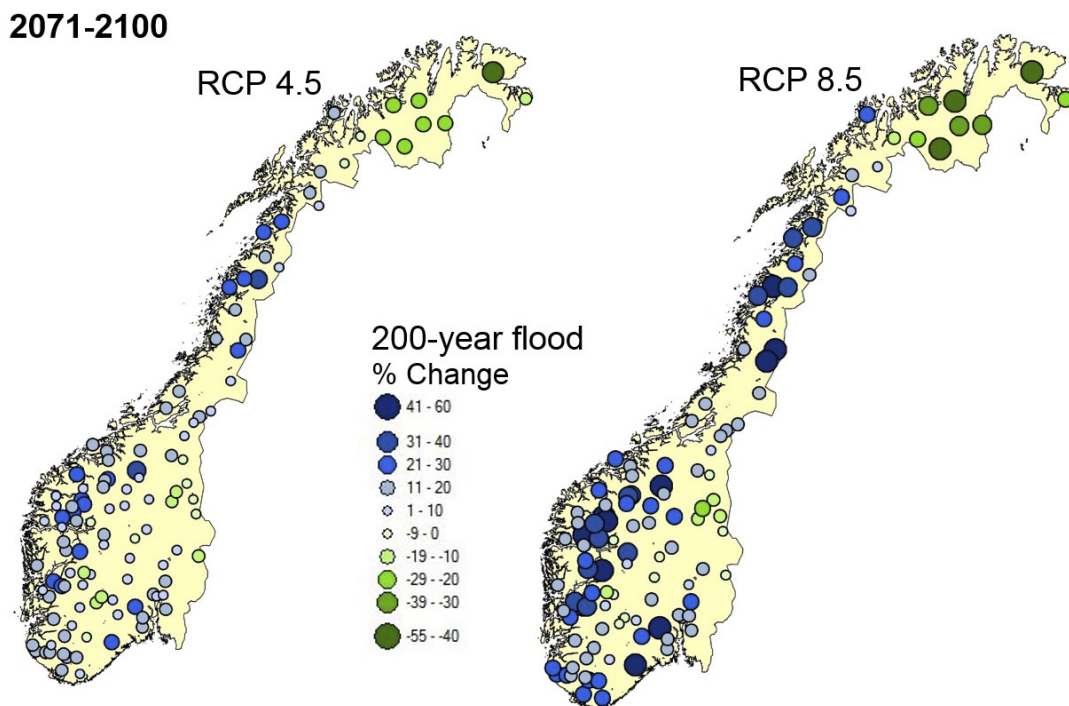 2071-2100
RCP 4.5
RCP 8.5
200-year flood
% Change
41 - 60
31 - 40
21 - 30
11 - 20
1 - 10
-9 - 0
-19 - -10
-29 - -20
-39 - -30
-55 - -40